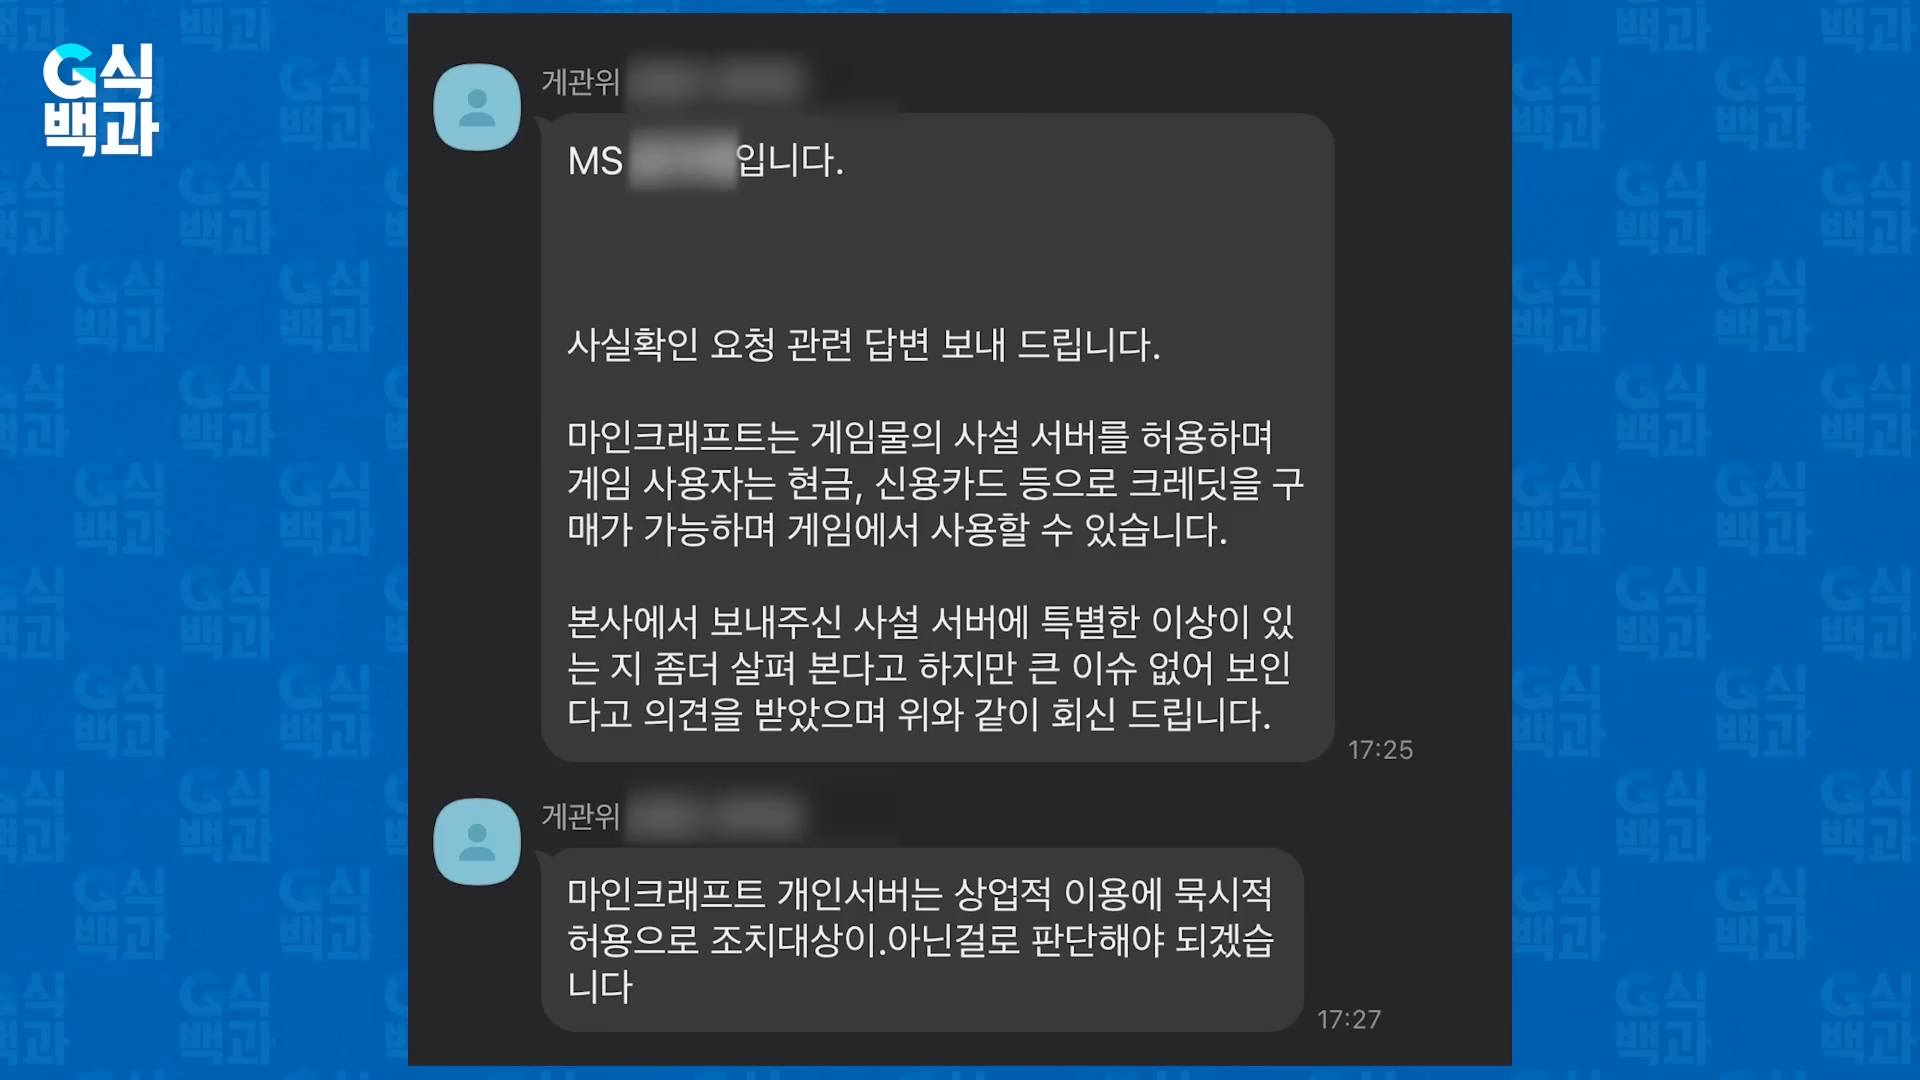 G식
백과
게관위
MS
입니다.
사실확인 요청 관련 답변 보내 드립니다.
마인크래프트는 게임물의 사설 서버를 허용하며
게임 사용자는 현금, 신용카드 등으로 크레딧을 구
매가 가능하며 게임에서 사용할 수 있습니다.
본사에서 보내주신 사설 서버에 특별한 이상이 있
는 지 좀더 살펴 본다고 하지만 큰 이슈 없어 보인
다고 의견을 받았으며 위와 같이 회신 드립니다.
17:25
게관위
마인크래프트 개인서버는 상업적 이용에 묵시적
허용으로 조치대상이.아닌걸로 판단해야 되겠습
니다
17:27